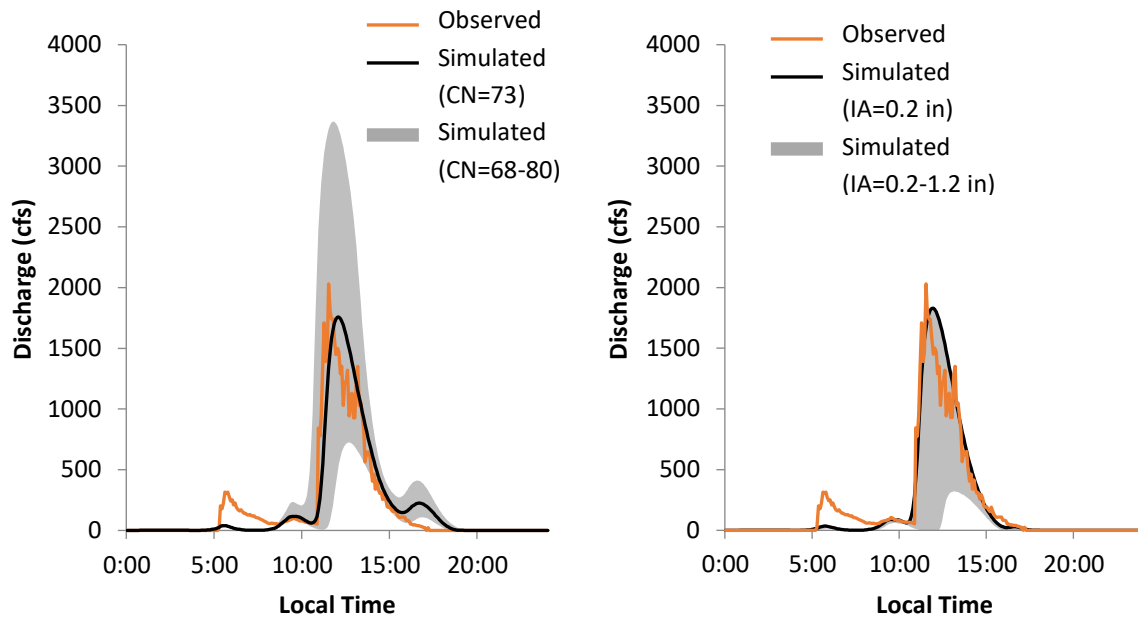 Observed
Simulated
(CN=73)
Simulated
(CN=68-80)
4000
3500
3000
2500
2000
1500
1000
500
0
Discharge (cfs)
0:00 5:00 10:00 15:00 20:00
Local Time
Observed
Simulated
(IA=0.2 in)
Simulated
(IA=0.2-1.2 in)
4000
3500
3000
2500
2000
1500
1000
500
0
Discharge (cfs)
0:00 5:00 10:00 15:00 20:00
Local Time